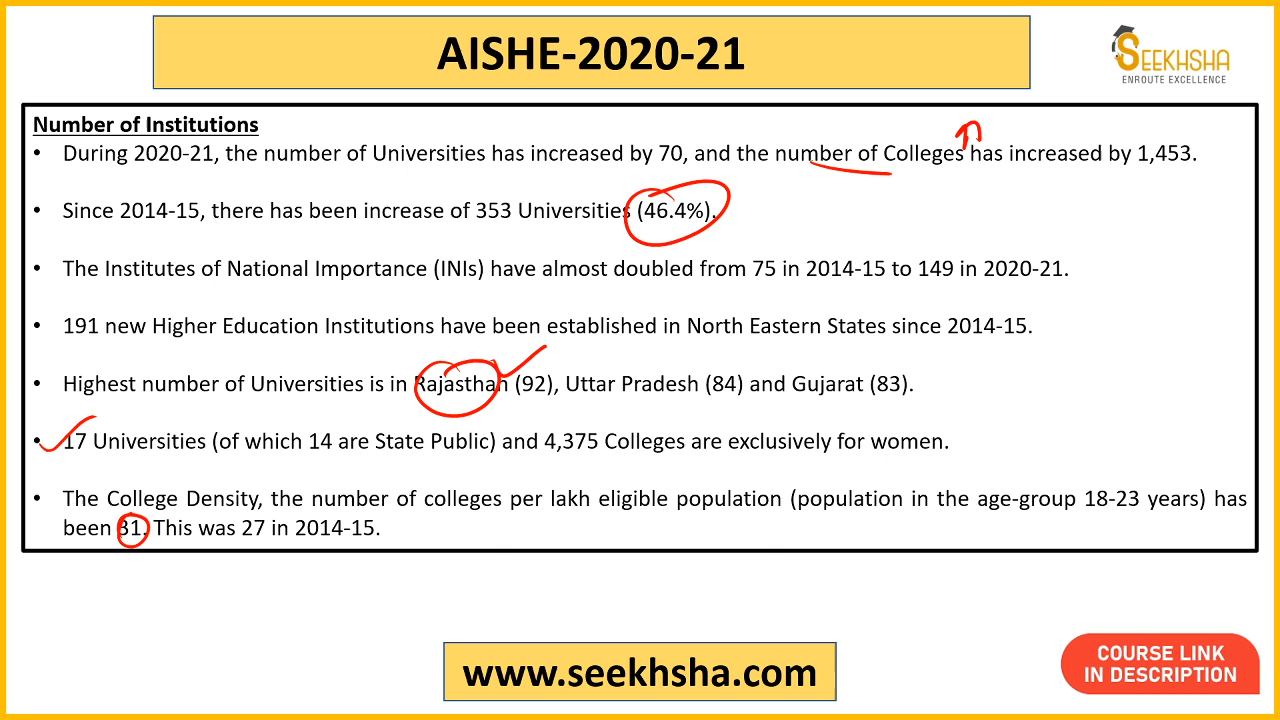 AISHE-2020-21
SEEKHSHA
ENROUTE EXCELLENCE
Number of Institutions
• During 2020-21, the number of Universities has increased by 70, and the number of Colleges has increased by 1,453.
• Since 2014-15, there has been increase of 353 Universities (46.4%).
• The Institutes of National Importance (INIs) have almost doubled from 75 in 2014-15 to 149 in 2020-21.
• 191 new Higher Education Institutions have been established in North Eastern States since 2014-15.
• Highest number of Universities is in Rajasthan (92), Uttar Pradesh (84) and Gujarat (83).
• 17 Universities (of which 14 are State Public) and 4,375 Colleges are exclusively for women.
• The College Density, the number of colleges per lakh eligible population (population in the age-group 18-23 years) has
been 31. This was 27 in 2014-15.
www.seekhsha.com
COURSE LINK
IN DESCRIPTION